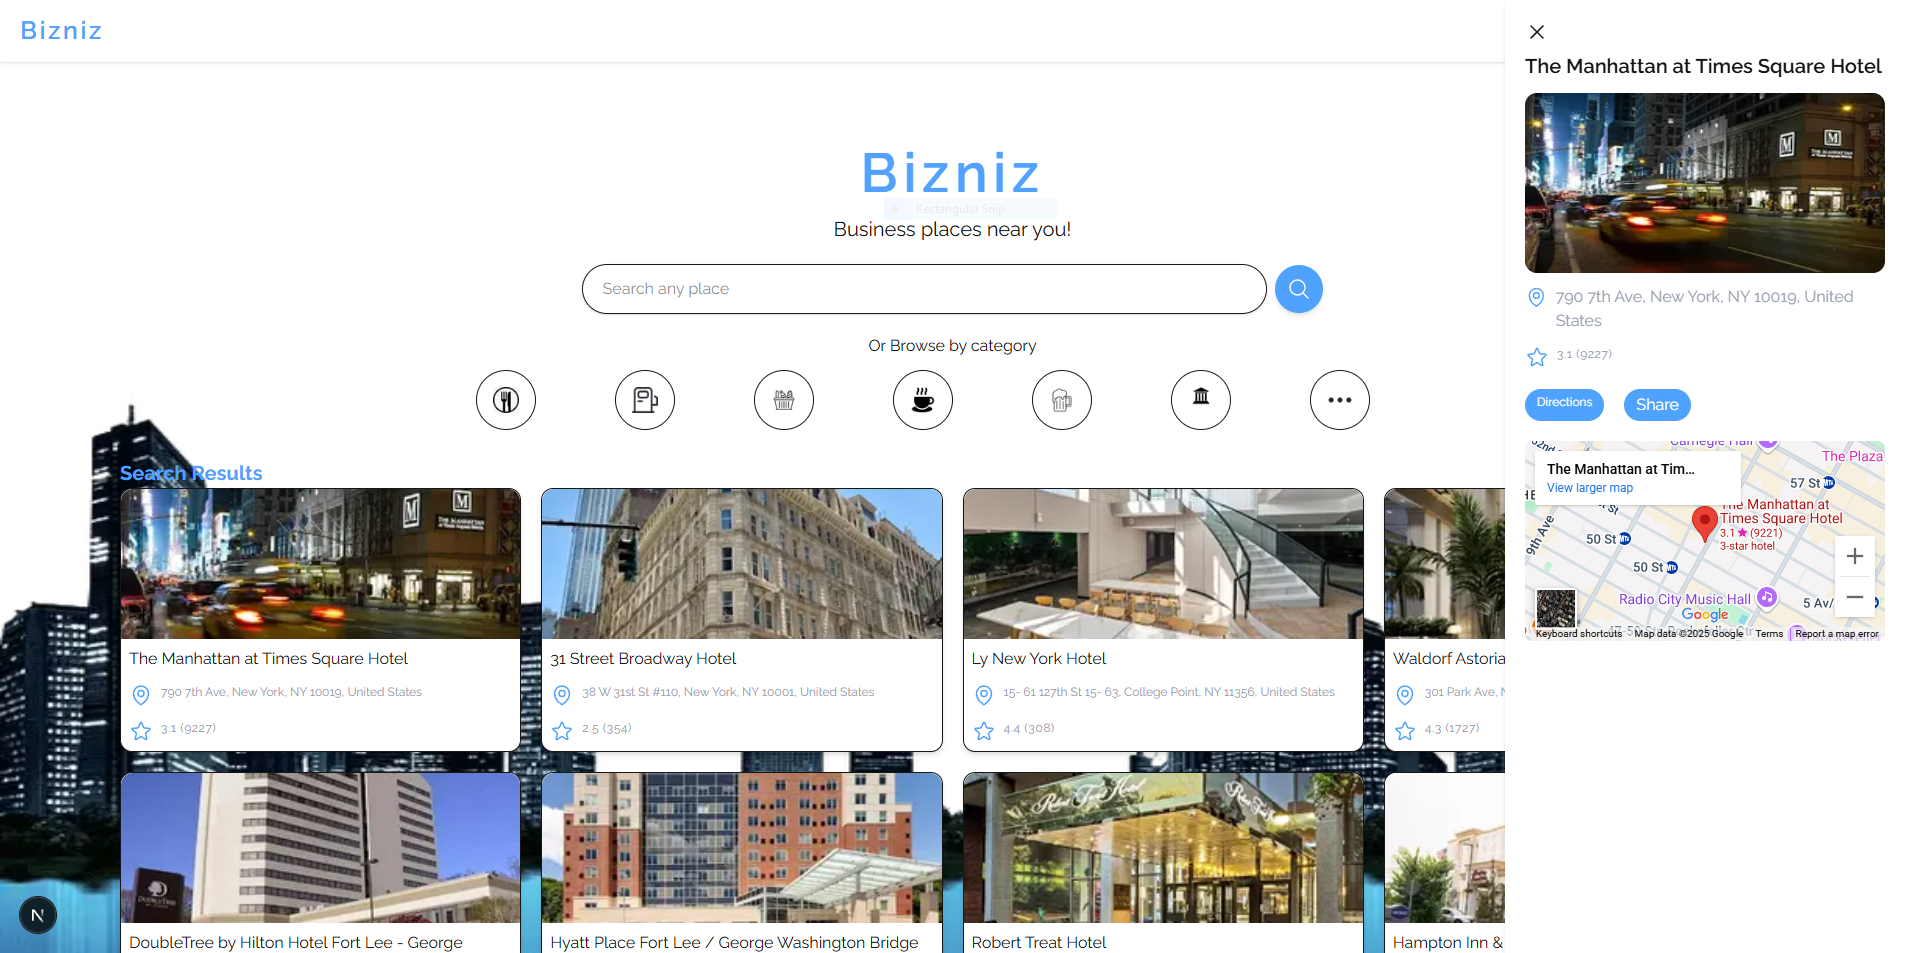 Bizniz
Bizniz
Rectangular Snip
Business places near you!
Search any place
Or Browse by category
Search Results
The Manhattan at Times Square Hotel
790 7th Ave, New York, NY 10019, United States
3.1 (9227)
31 Street Broadway Hotel
38 W 31st St #110, New York, NY 10001, United States
2.5 (354)
Ly New York Hotel
15- 61 127th St 15- 63, College Point, NY 11356, United States
4.4 (308)
Waldorf Astoria
301 Park Ave,
4.3 (1727)
DOUBLETREE
DoubleTree by Hilton Hotel Fort Lee - George
Hyatt Place Fort Lee / George Washington Bridge
Robert Treat Hotel
Robert Treat Hotel
Hampton Inn &
N
The Manhattan at Times Square Hotel
M
M
THE MANHATTAN
790 7th Ave, New York, NY 10019, United
States
3.1 (9227)
Directions
Share
Carnegie Hall
The Plaza
The Manhattan at Tim...
View larger map
57 St
The Manhattan at
Times Square Hotel
3.1 (9221)
3-star hotel
9th Ave
50 St
50 St
Radio City Music Hall
5 Av/
Google
Keyboard shortcuts
Map data ©2025 Google
Terms
Report a map error